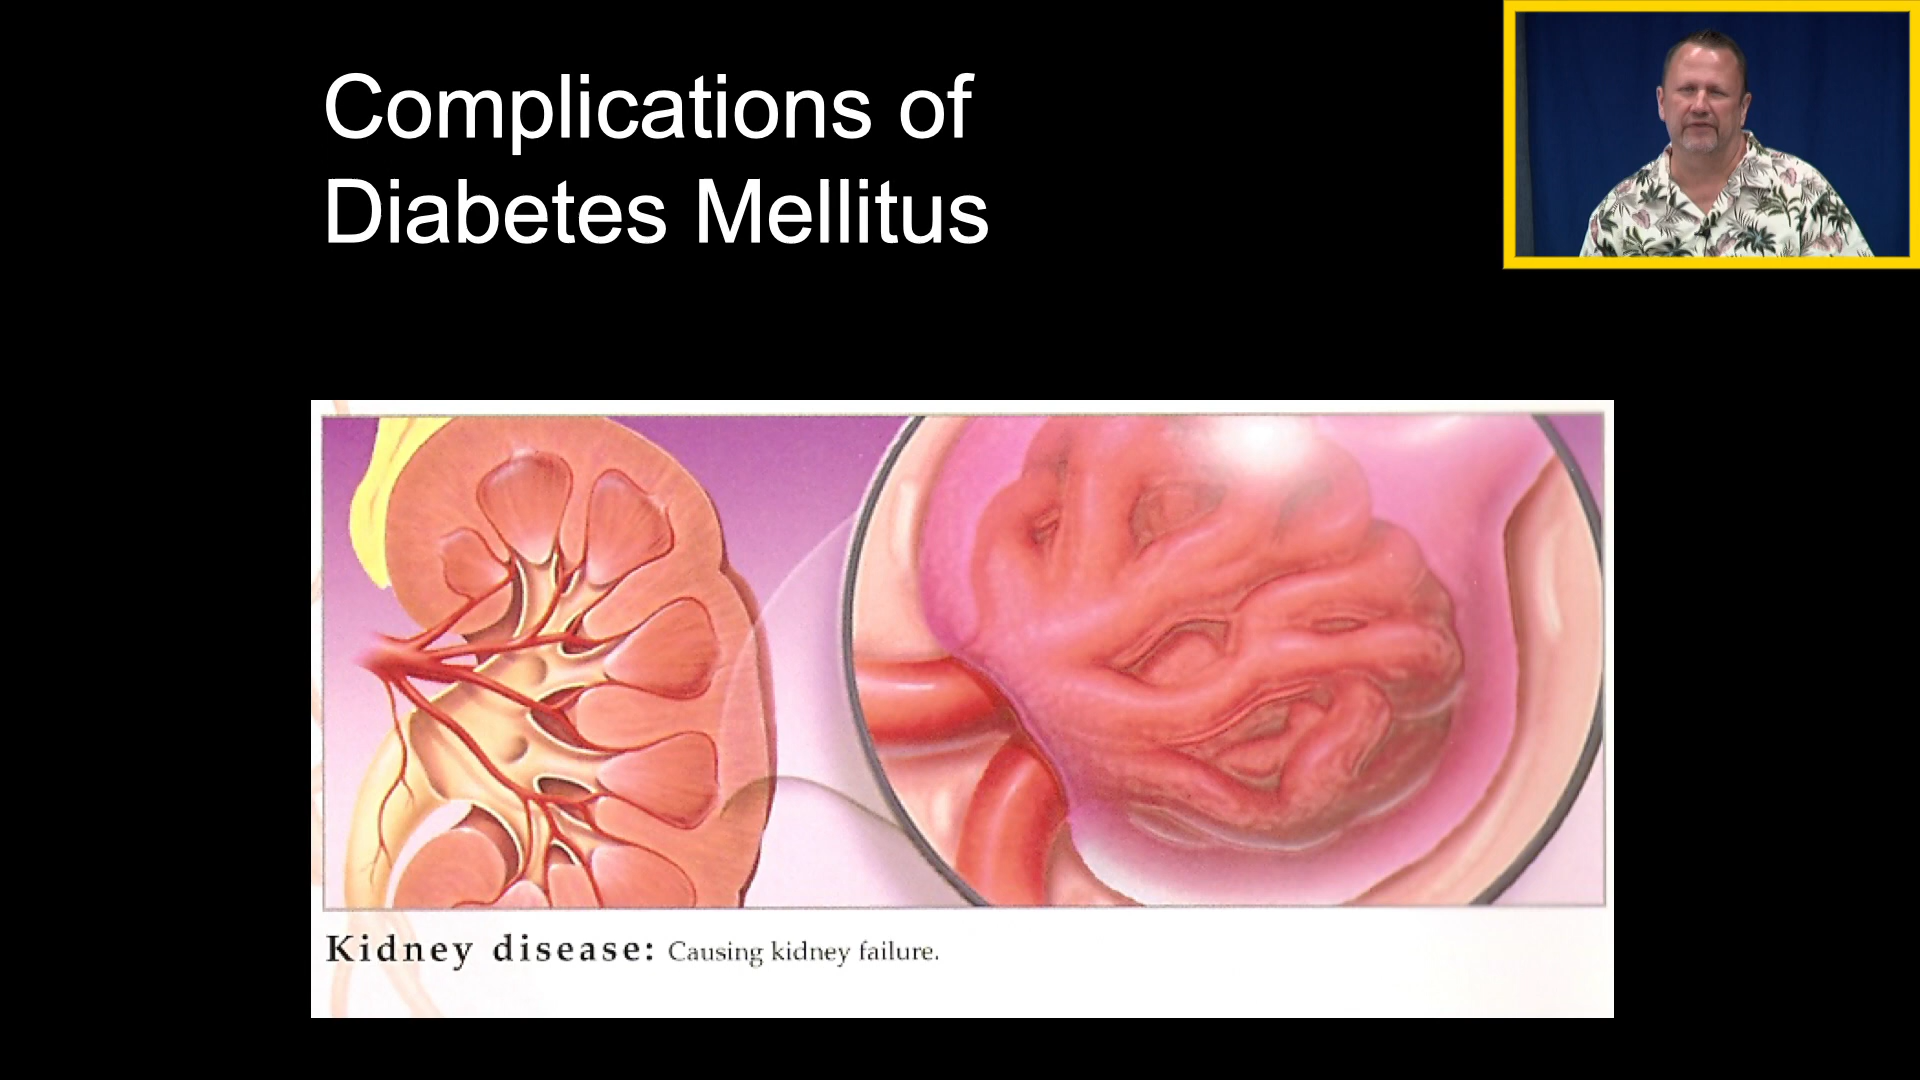 Complications of
Diabetes Mellitus
Kidney disease: Causing kidney failure.